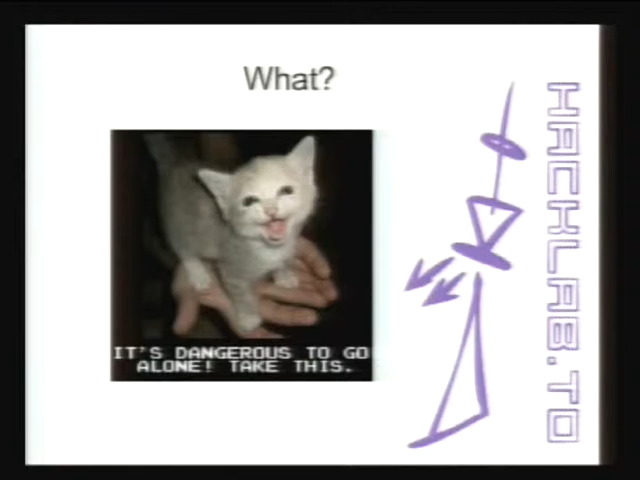 What?
IT'S DANGEROUS TO GO
ALONE! TAKE THIS.
HACKLAB.TO